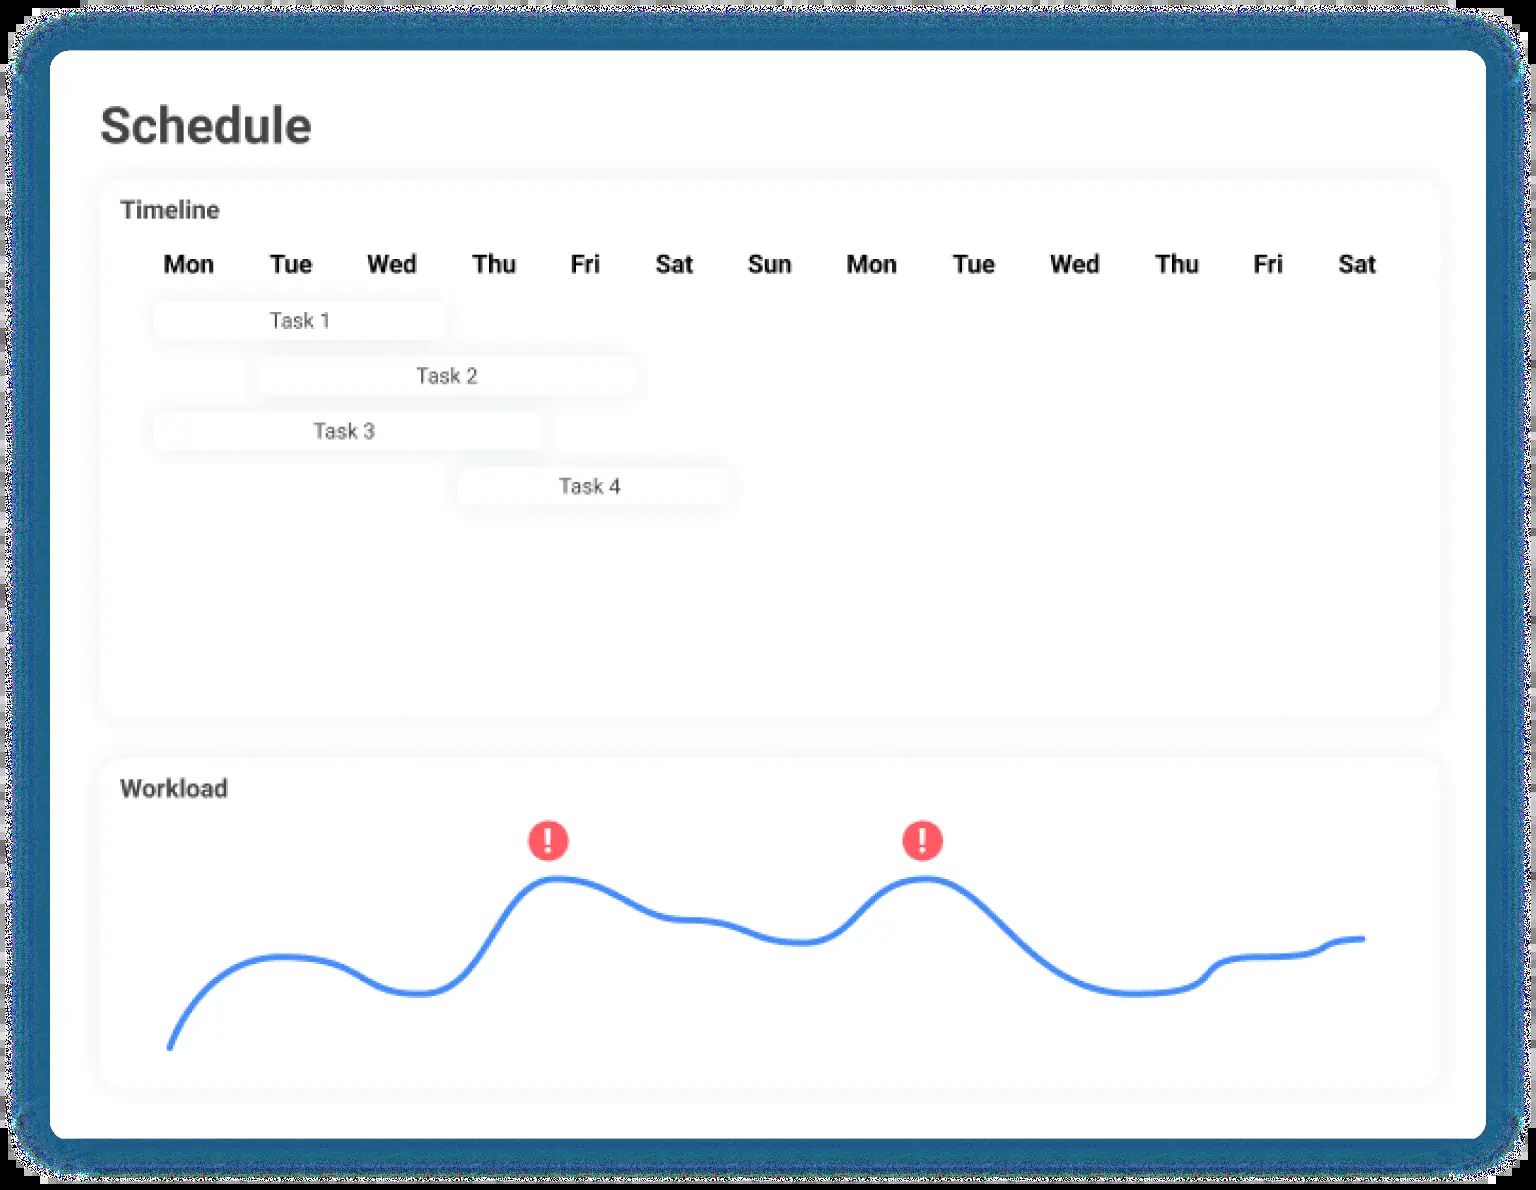 Schedule
Timeline
Mon Tue Wed Thu Fri Sat Sun Mon Tue Wed Thu Fri Sat
Task 1
Task 2
Task 3
Task 4
Workload
!
!